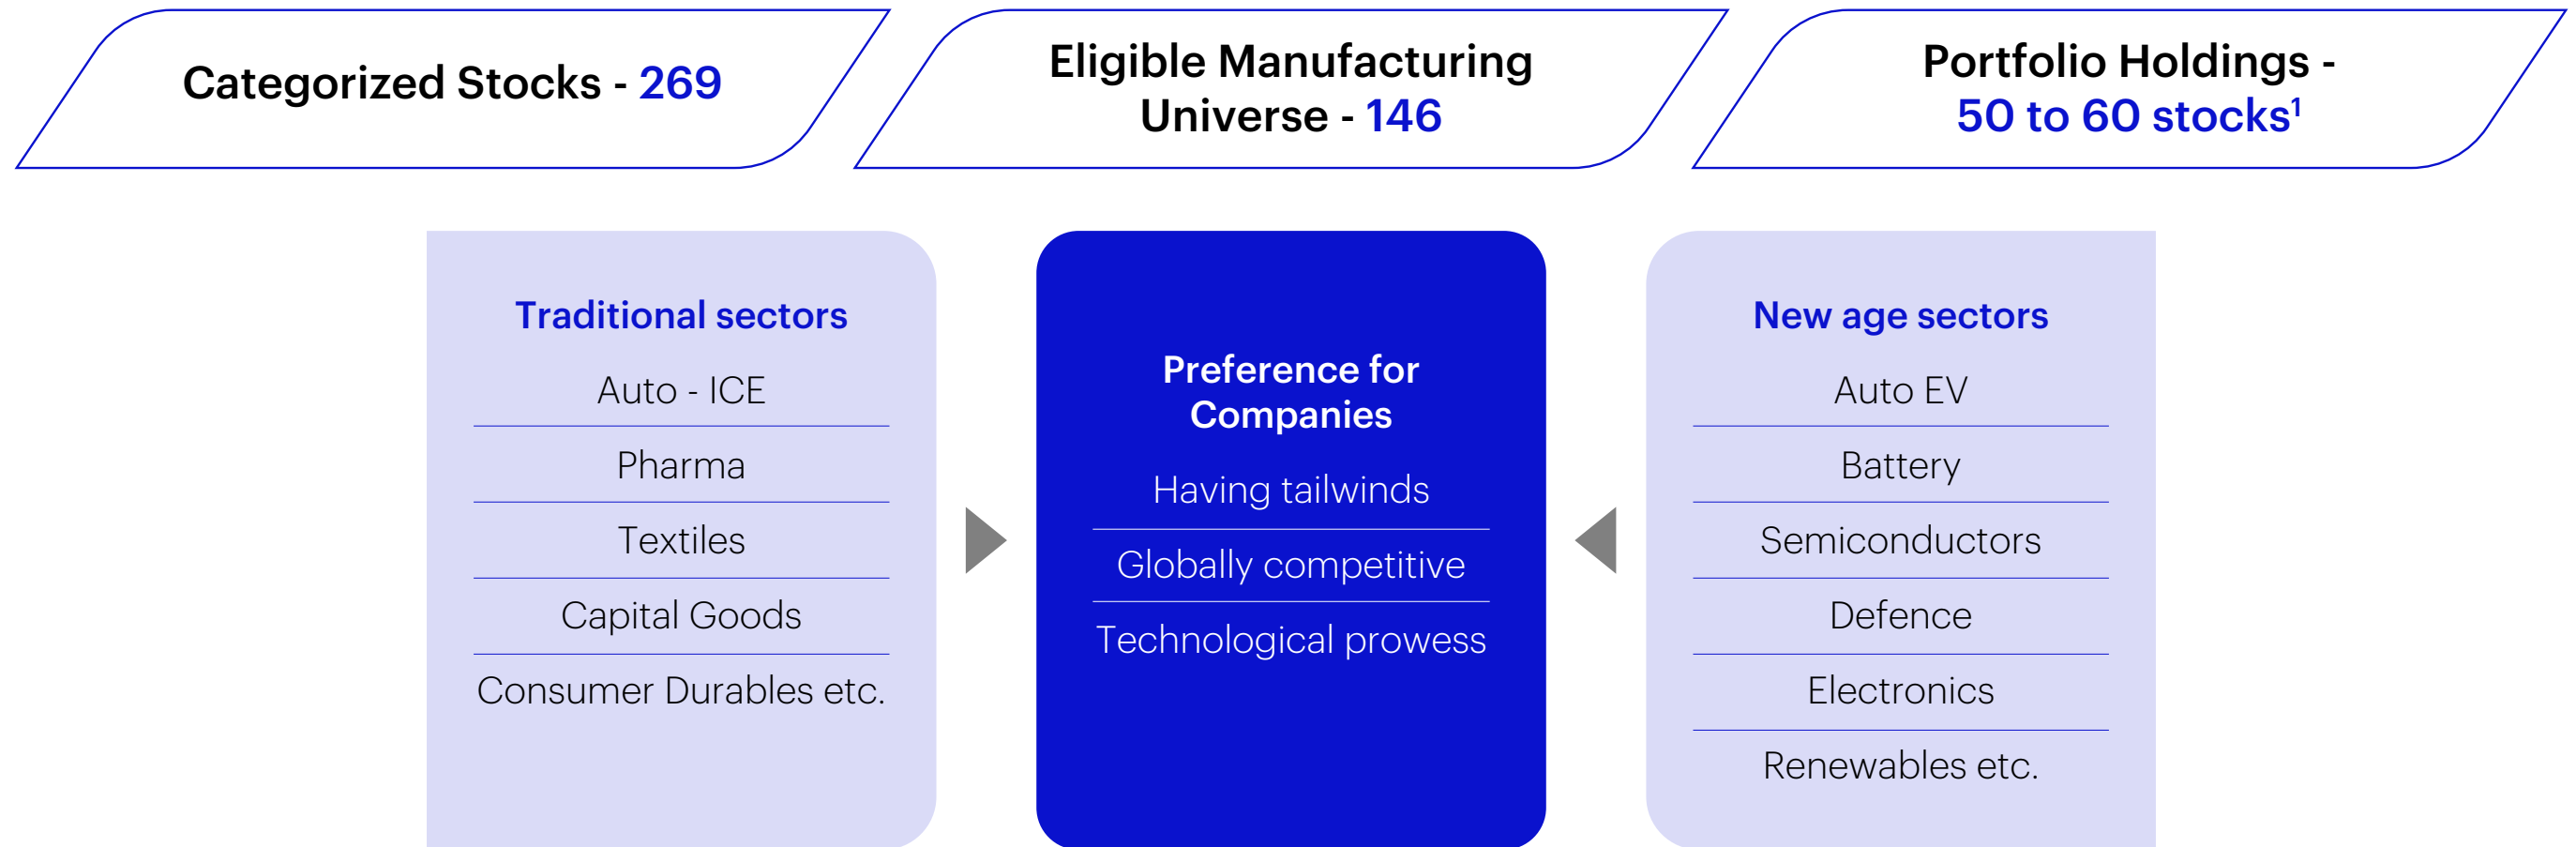 Categorized Stocks - 269
Eligible Manufacturing
Universe - 146
Portfolio Holdings -
50 to 60 stocks¹
Traditional sectors
Auto - ICE
Pharma
Textiles
Capital Goods
Consumer Durables etc.
Preference for
Companies
Having tailwinds
Globally competitive
Technological prowess
New age sectors
Auto EV
Battery
Semiconductors
Defence
Electronics
Renewables etc.